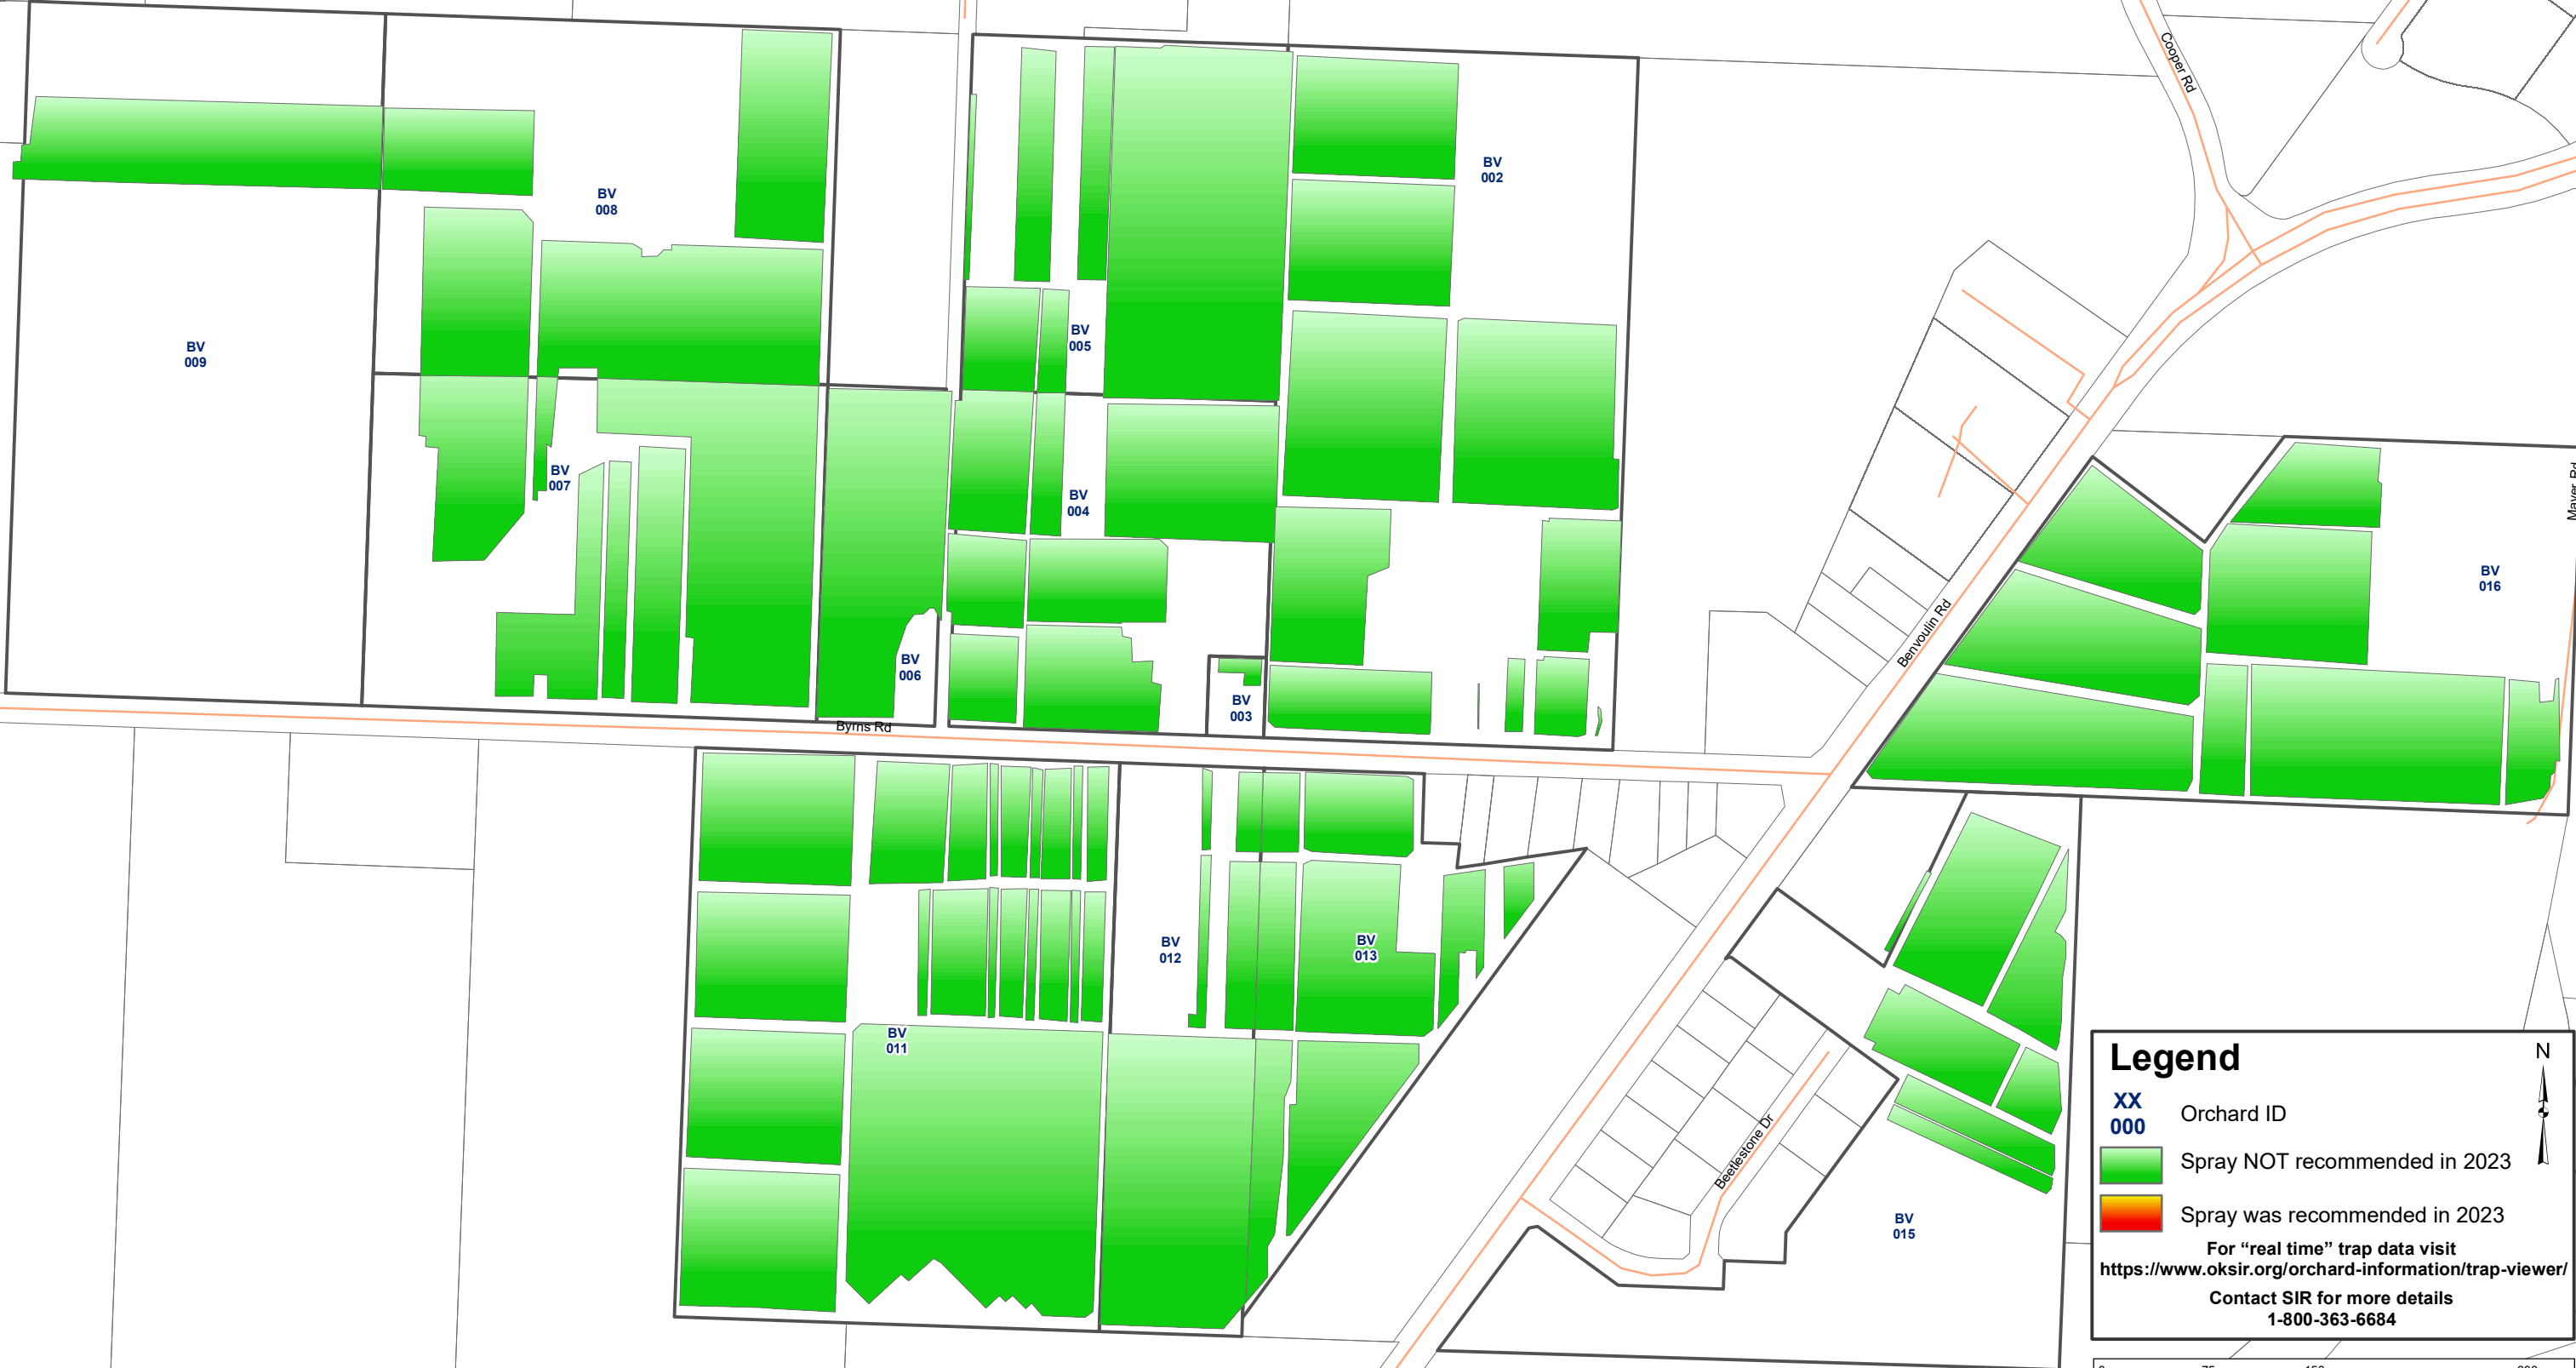 Cooper Rd
BV
002
BV
008
BV
005
BV
009
BV
007
BV
004
Mayer Rd
BV
016
Benvoulin Rd
BV
006
BV
003
Byrns Rd
BV
012
BV
013
BV
011
Beetlestone Dr
BV
015
Legend
N
XX
000
Orchard ID
Spray NOT recommended in 2023
Spray was recommended in 2023
For “real time” trap data visit
https://www.oksir.org/orchard-information/trap-viewer/
Contact SIR for more details
1-800-363-6684